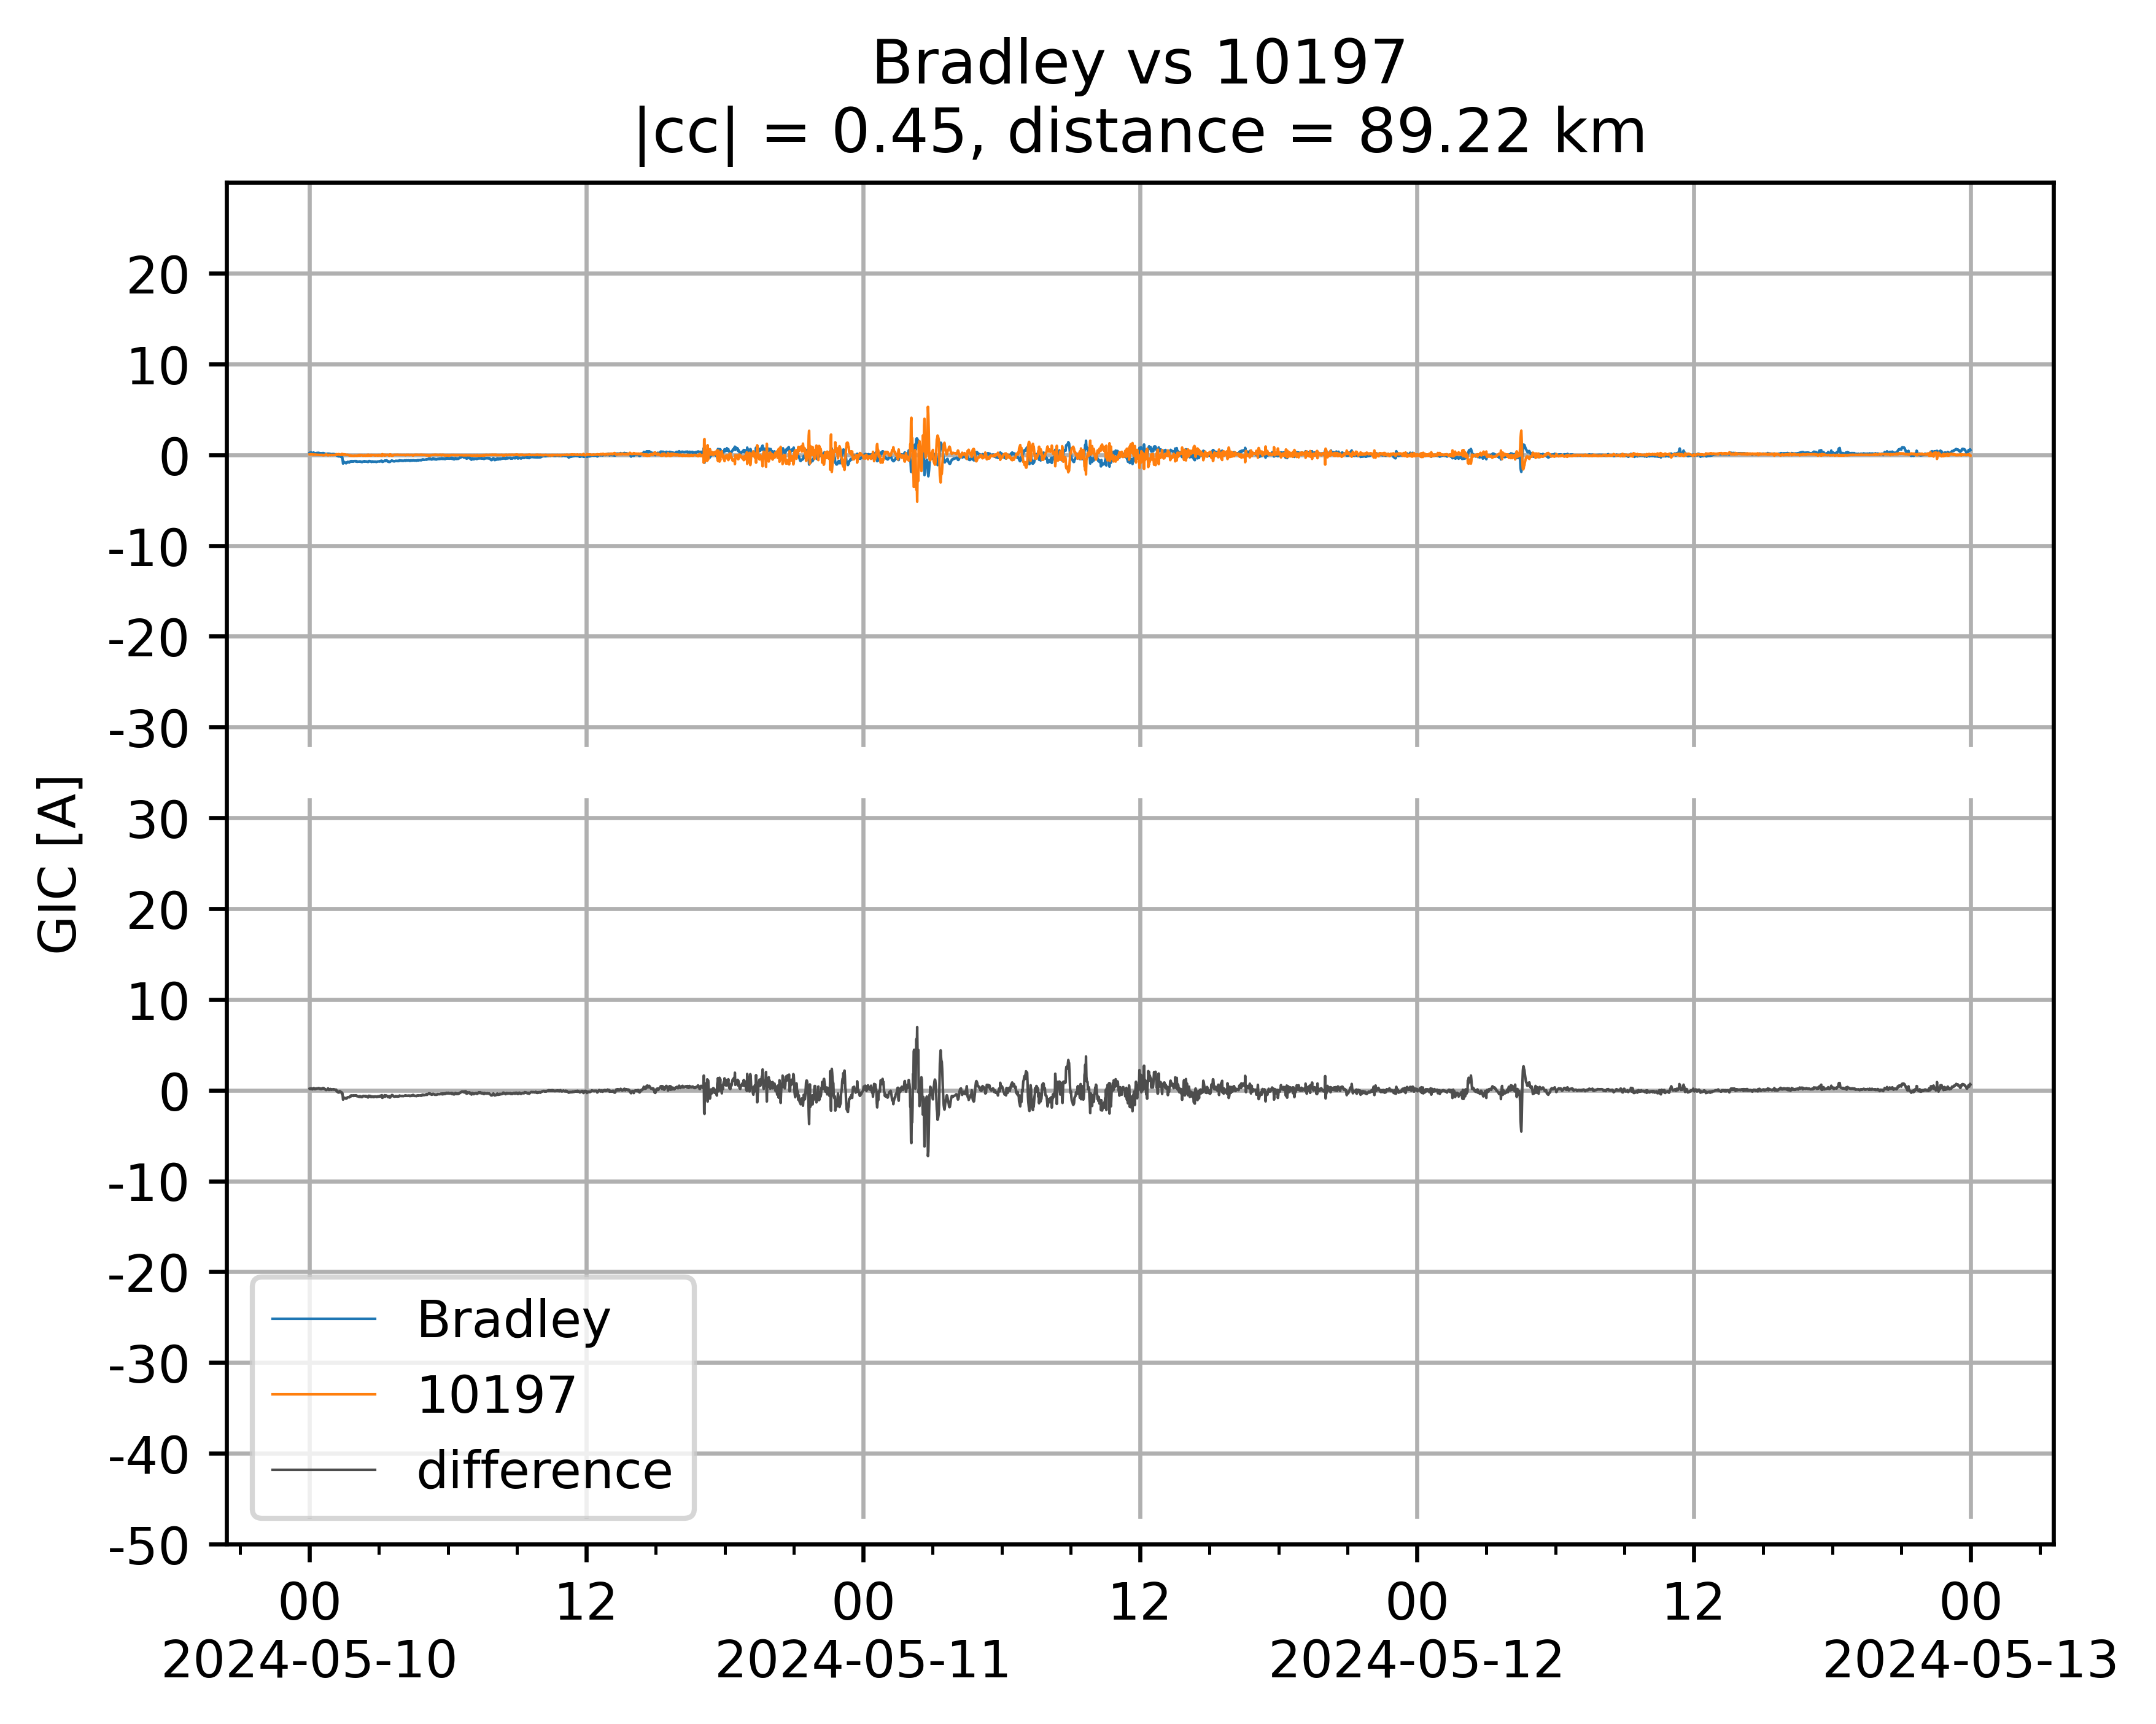 Bradley vs 10197
|cc| = 0.45, distance = 89.22 km
GIC [A]
20
10
0
-10
-20
-30
30
20
10
0
-10
-20
-30
-40
-50
Bradley
10197
difference
00 12 00 12 00 12 00
2024-05-10 2024-05-11 2024-05-12 2024-05-13